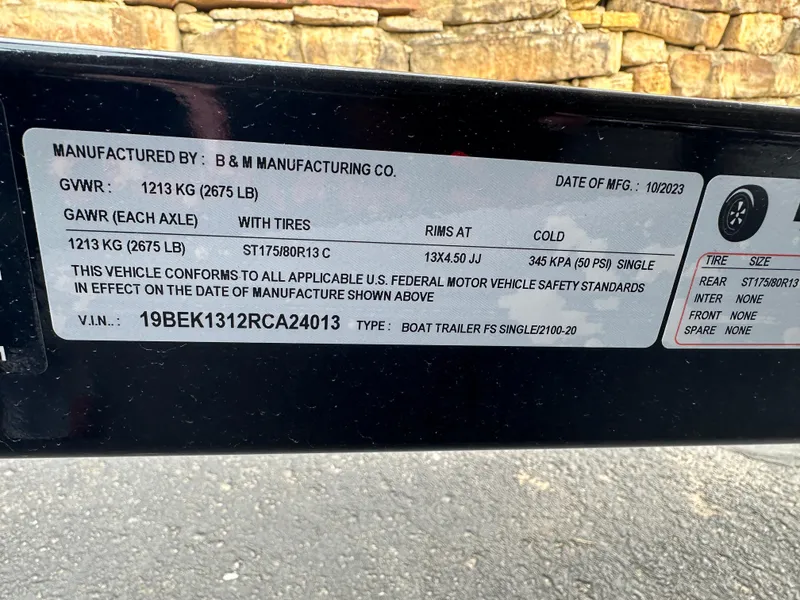 MANUFACTURED BY : B & M MANUFACTURING CO.
DATE OF MFG. : 10/2023
GVWR : 1213 KG (2675 LB)
GAWR (EACH AXLE) WITH TIRES RIMS AT COLD
1213 KG (2675 LB) ST175/80R13 C 13X4.50 JJ 345 KPA (50 PSI) SINGLE
THIS VEHICLE CONFORMS TO ALL APPLICABLE U.S. FEDERAL MOTOR VEHICLE SAFETY STANDARDS
IN EFFECT ON THE DATE OF MANUFACTURE SHOWN ABOVE
V.I.N.. : 19BEK1312RCA24013 TYPE : BOAT TRAILER FS SINGLE/2100-20
TIRE SIZE
REAR ST175/80R13
INTER NONE
FRONT NONE
SPARE NONE